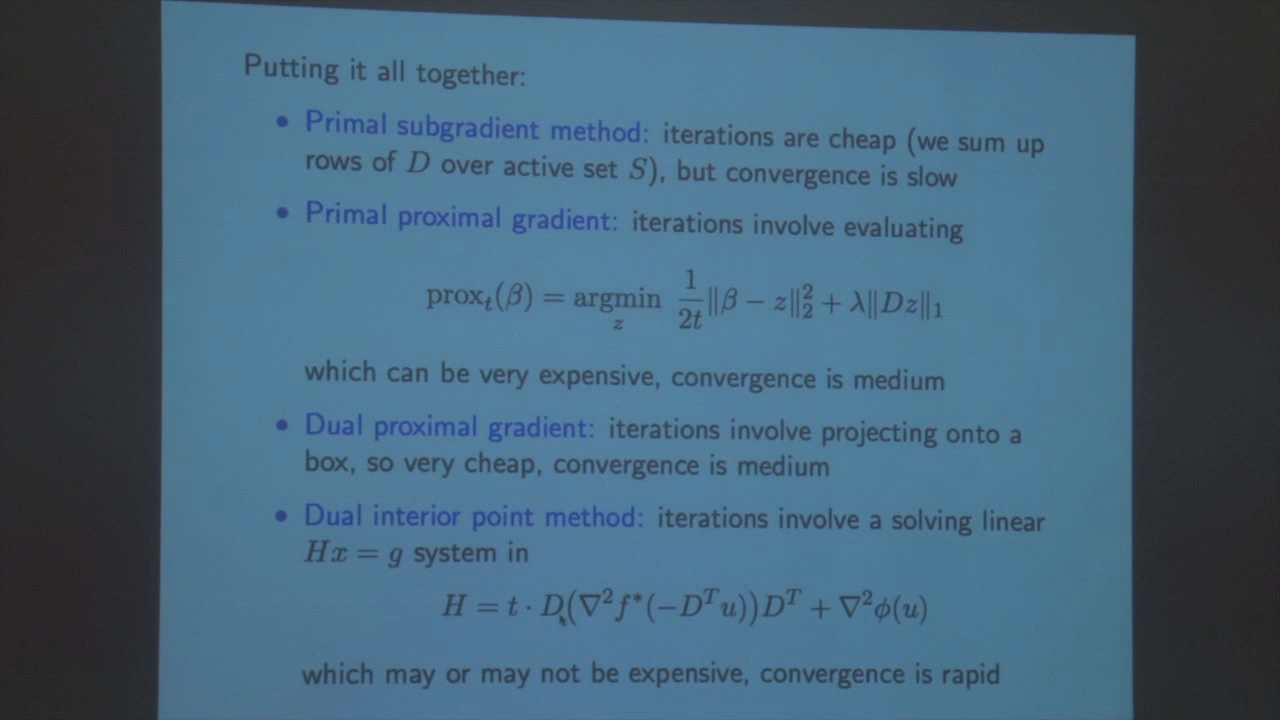 Putting it all together:
• Primal subgradient method: iterations are cheap (we sum up
rows of D over active set S), but convergence is slow
• Primal proximal gradient: iterations involve evaluating
prox_t(β) = argmin_z 1/(2t) ‖β − z‖₂² + λ‖Dz‖₁
which can be very expensive, convergence is medium
• Dual proximal gradient: iterations involve projecting onto a
box, so very cheap, convergence is medium
• Dual interior point method: iterations involve a solving linear
Hx = g system in
H = t · D(∇²f*(−Dᵀu))Dᵀ + ∇²ϕ(u)
which may or may not be expensive, convergence is rapid